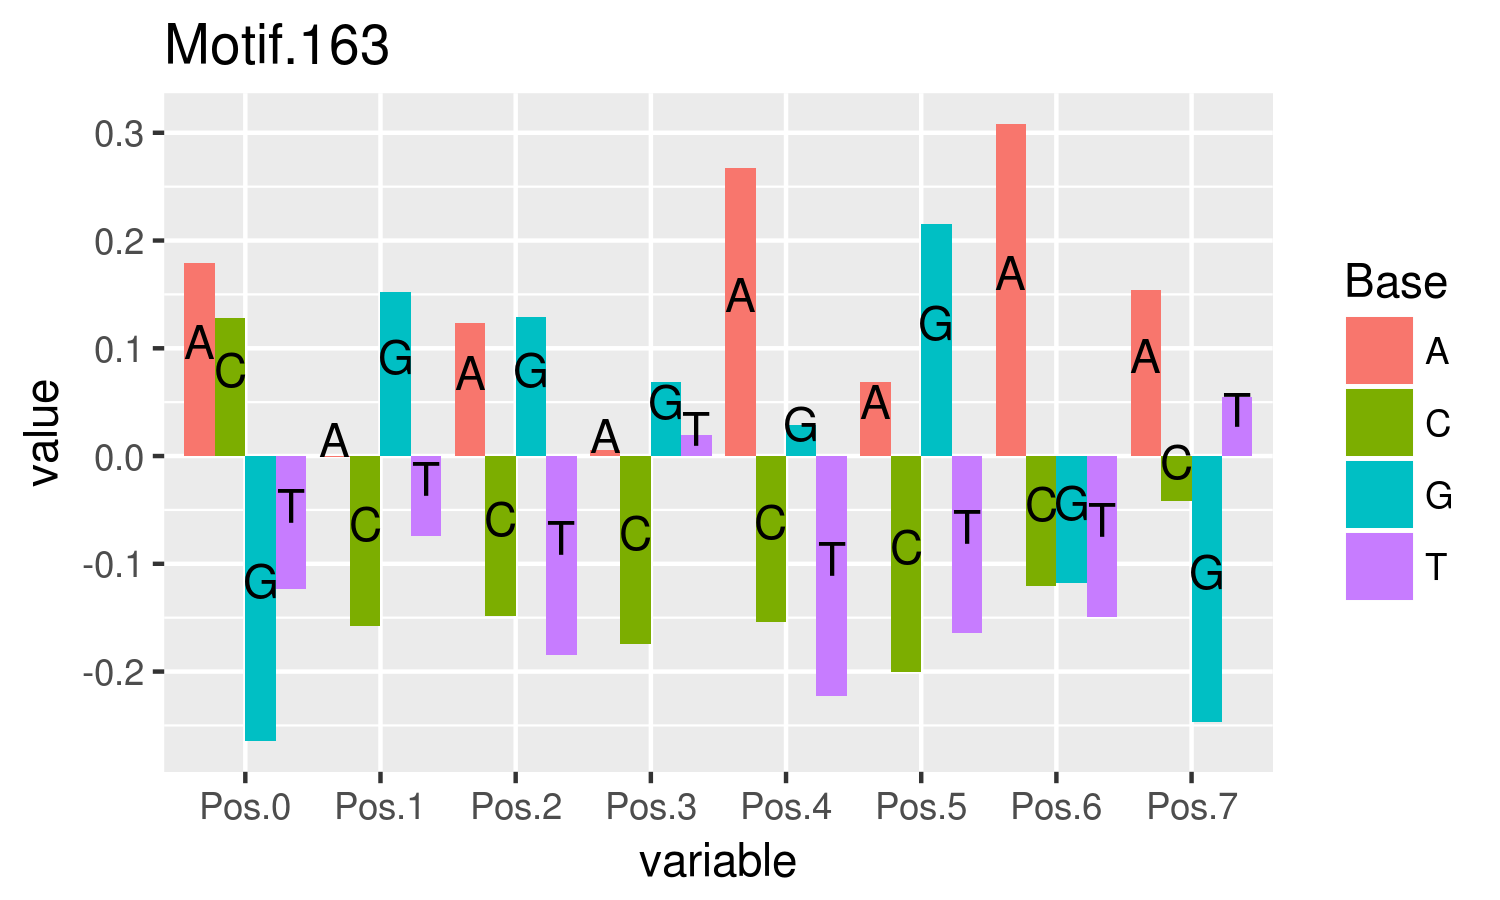 Motif.163
0.3
0.2
0.1
0.0
-0.1
-0.2
value
A C G T
A C G T
A C G T
A C G T
A C G T
A C G T
A C G T
A C G T
Pos.0 Pos.1 Pos.2 Pos.3 Pos.4 Pos.5 Pos.6 Pos.7
variable
Base
A
C
G
T